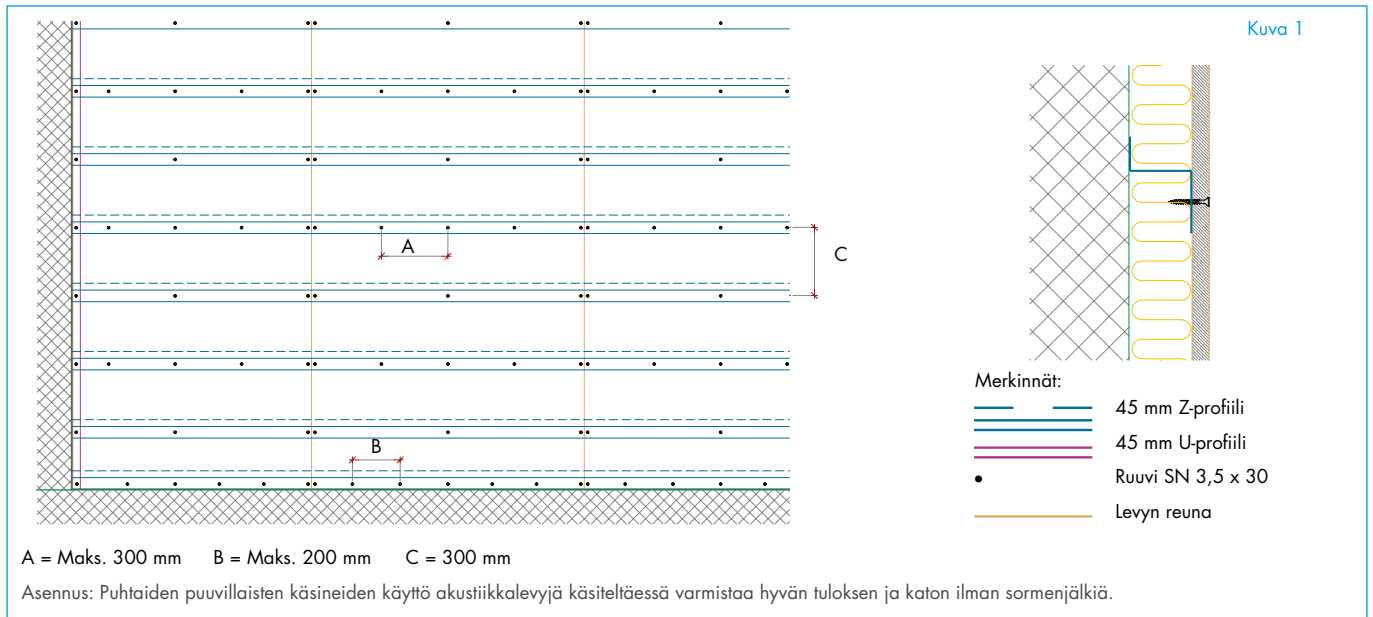 Kuva 1
A
C
B
Merkinnät:
45 mm Z-profiili
45 mm U-profiili
Ruuvi SN 3,5 x 30
Levyn reuna
A = Maks. 300 mm B = Maks. 200 mm C = 300 mm
Asennus: Puhtaiden puuvillaisten käsineiden käyttö akustiikkalevyjä käsiteltäessä varmistaa hyvän tuloksen ja katon ilman sormenjälkiä.